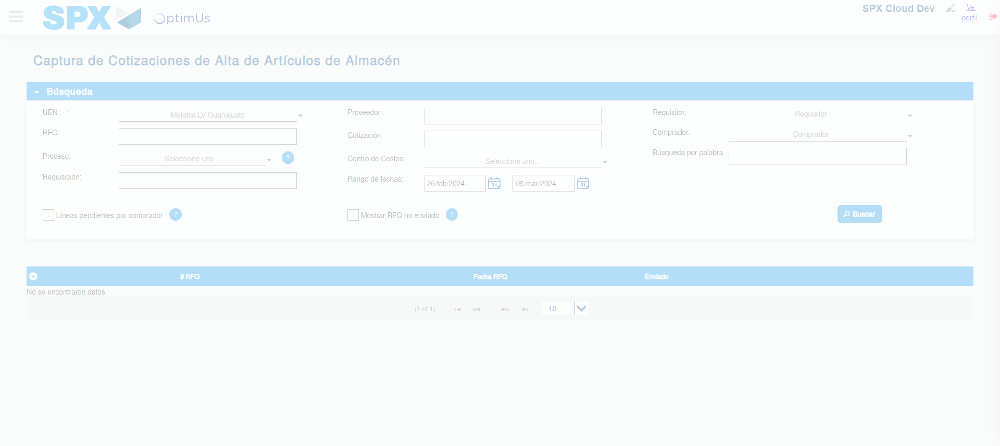 SPX OptimUs
SPX Cloud Dev
Ve
perfil
Captura de Cotizaciones de Alta de Artículos de Almacén
Búsqueda
UEN : * Metalsa LV Guanajuato
Proveedor :
Requisitor: Requisitor
RFQ
Cotización
Comprador: Comprador
Proceso: Seleccione uno... ?
Centro de Costos: Seleccione uno...
Búsqueda por palabra
Requisición:
Rango de fechas: 26/feb/2024 31 05/mar/2024 31
Líneas pendientes por comprador ?
Mostrar RFQ no enviado ?
Buscar
# RFQ Fecha RFQ Enviado
No se encontraron datos
(1 of 1) 10